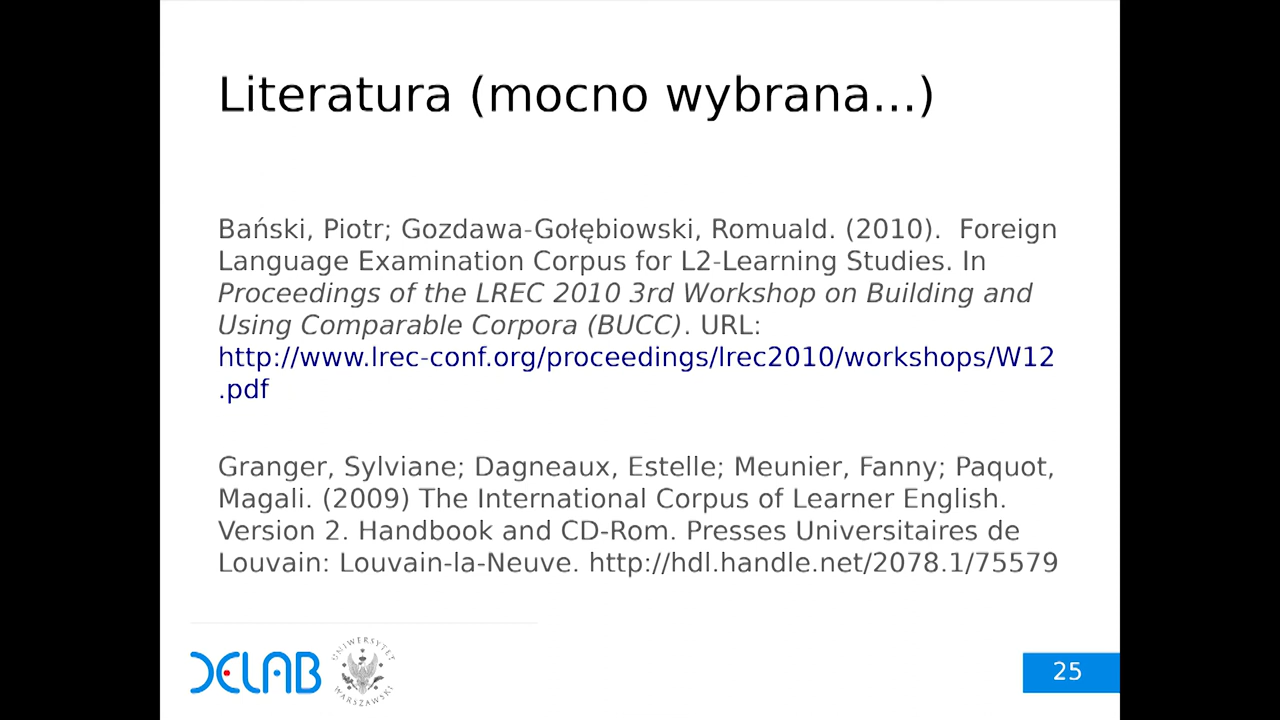 Literatura (mocno wybrana...)
Bański, Piotr; Gozdawa-Gołębiowski, Romuald. (2010).  Foreign
Language Examination Corpus for L2-Learning Studies. In
Proceedings of the LREC 2010 3rd Workshop on Building and
Using Comparable Corpora (BUCC). URL:
http://www.lrec-conf.org/proceedings/lrec2010/workshops/W12
.pdf
Granger, Sylviane; Dagneaux, Estelle; Meunier, Fanny; Paquot,
Magali. (2009) The International Corpus of Learner English.
Version 2. Handbook and CD-Rom. Presses Universitaires de
Louvain: Louvain-la-Neuve. http://hdl.handle.net/2078.1/75579
DELAB
UNIWERSYTET
WARSZAWSKI
25